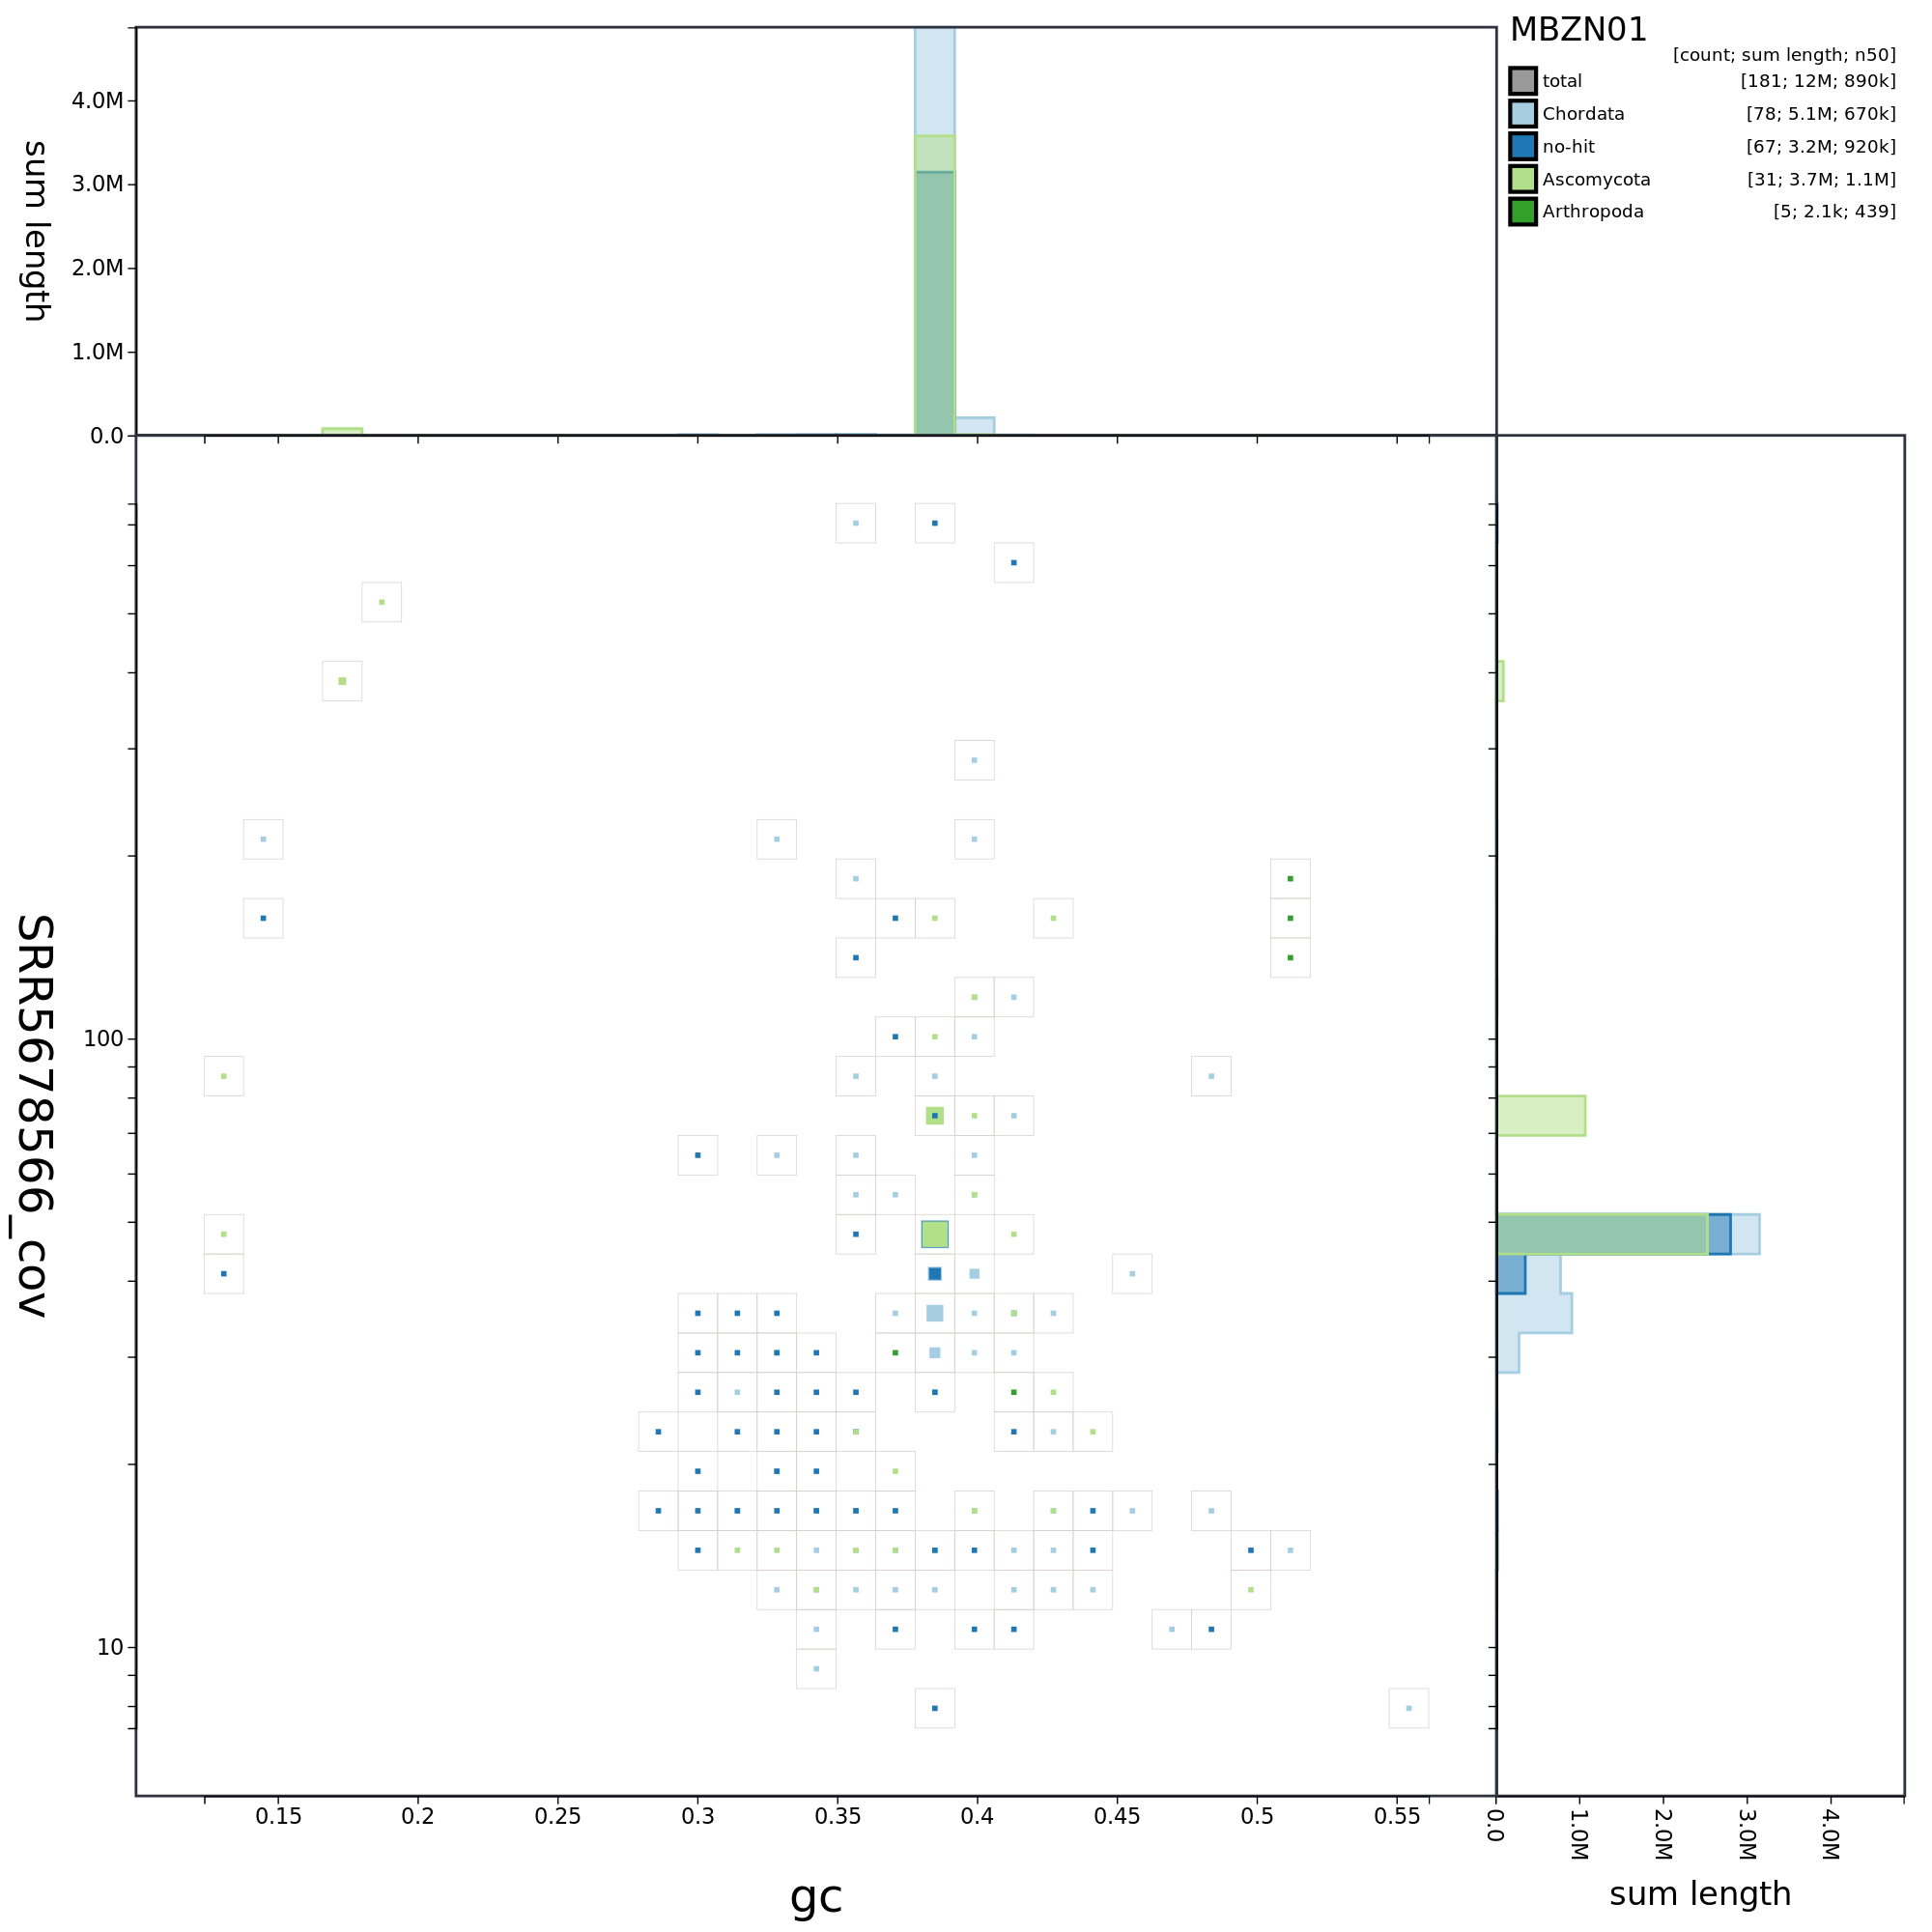 MBZN01
[count; sum length; n50]
total [181; 12M; 890k]
Chordata [78; 5.1M; 670k]
no-hit [67; 3.2M; 920k]
Ascomycota [31; 3.7M; 1.1M]
Arthropoda [5; 2.1k; 439]
sum length
4.0M
3.0M
2.0M
1.0M
0.0
SRR5678566_cov
100
10
0.15 0.2 0.25 0.3 0.35 0.4 0.45 0.5 0.55
gc
0.0 1.0M 2.0M 3.0M 4.0M
sum length